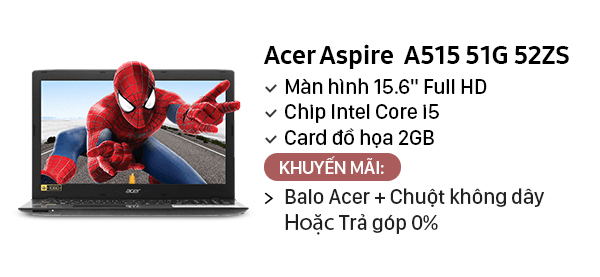 Acer Aspire A515 51G 52ZS
Màn hình 15.6" Full HD
Chip Intel Core i5
Card đồ họa 2GB
KHUYẾN MÃI:
> Balo Acer + Chuột không dây
Hoặc Trả góp 0%
acer